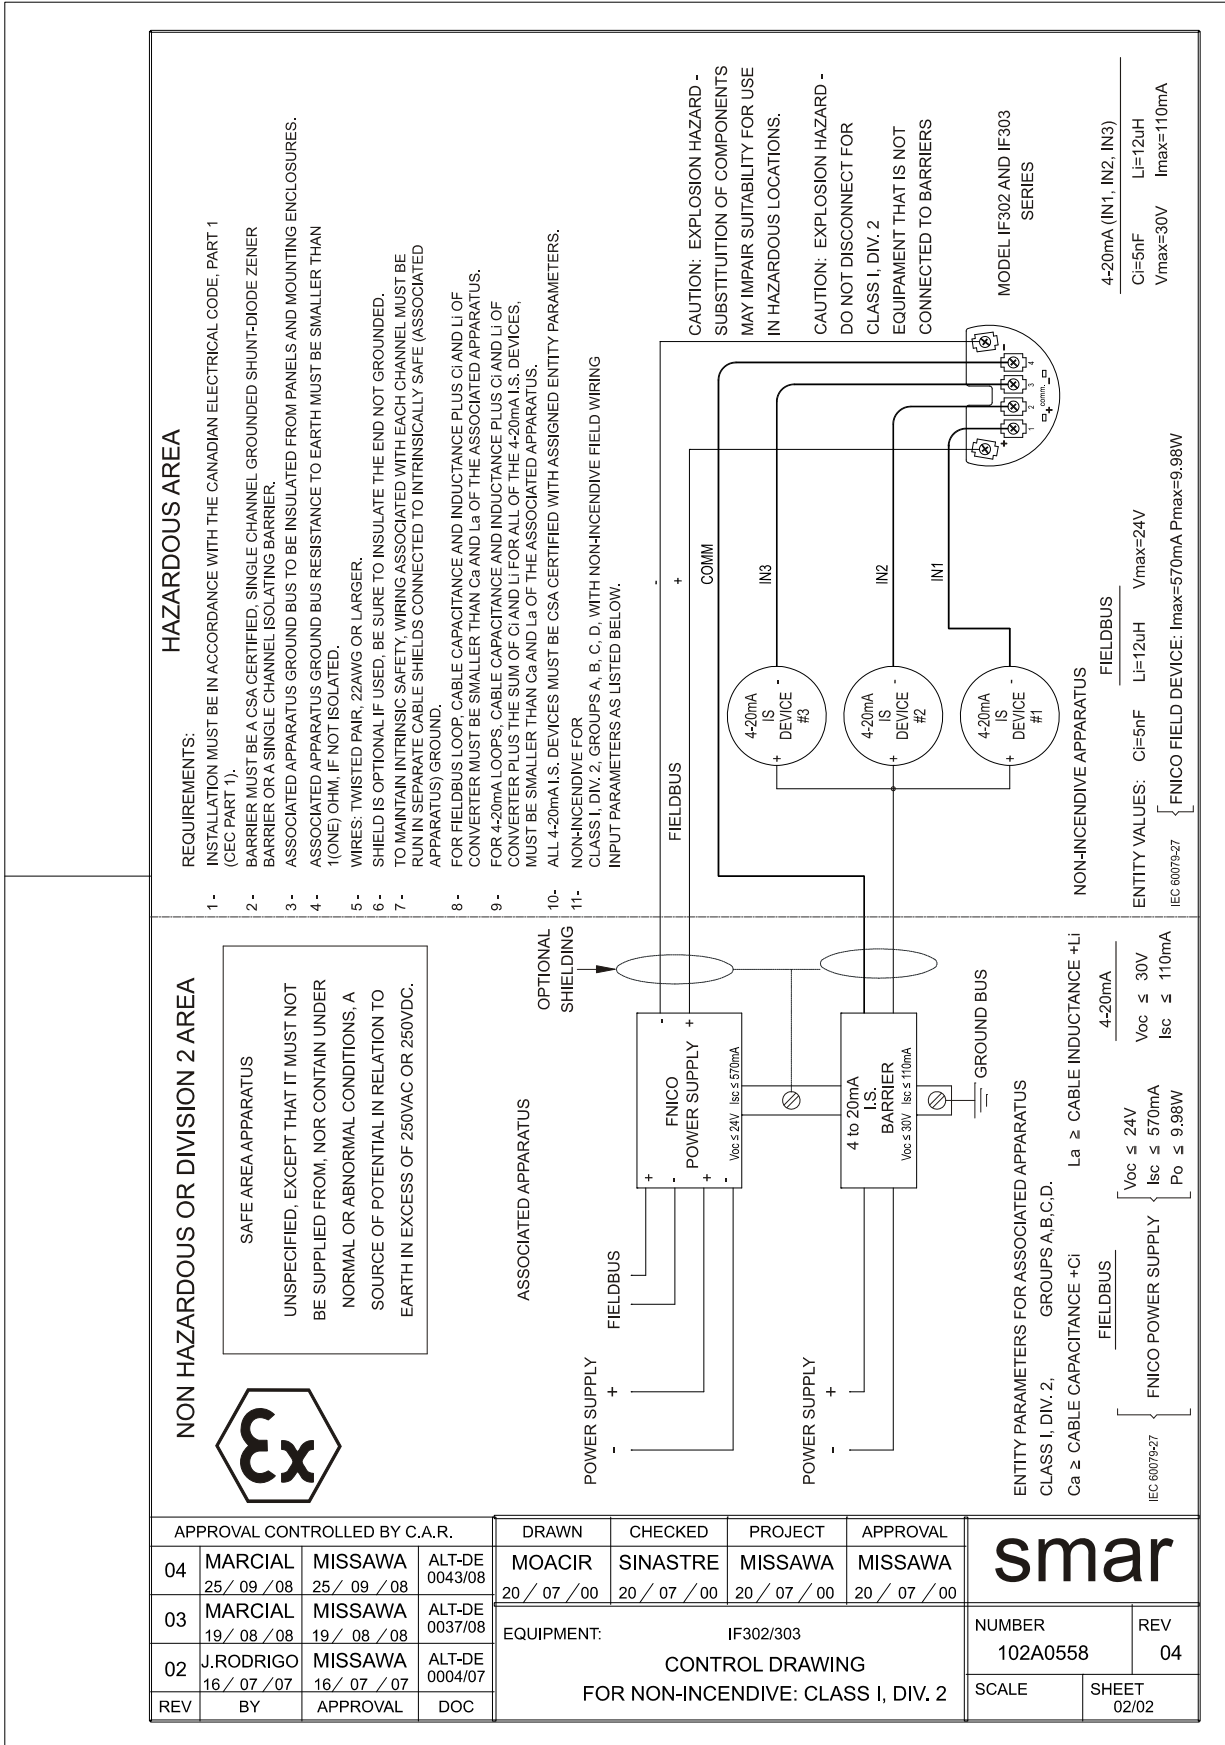 HAZARDOUS AREA
REQUIREMENTS:
1 - INSTALLATION MUST BE IN ACCORDANCE WITH THE CANADIAN ELECTRICAL CODE, PART 1
(CEC PART 1).
2 - BARRIER MUST BE A CSA CERTIFIED, SINGLE CHANNEL GROUNDED SHUNT-DIODE ZENER
BARRIER OR A SINGLE CHANNEL ISOLATING BARRIER.
3 - ASSOCIATED APPARATUS GROUND BUS TO BE INSULATED FROM PANELS AND MOUNTING ENCLOSURES.
4 - ASSOCIATED APPARATUS GROUND BUS RESISTANCE TO EARTH MUST BE SMALLER THAN
1(ONE) OHM, IF NOT ISOLATED.
5 - WIRES: TWISTED PAIR, 22AWG OR LARGER.
6 - SHIELD IS OPTIONAL IF USED, BE SURE TO INSULATE THE END NOT GROUNDED.
7 - TO MAINTAIN INTRINSIC SAFETY, WIRING ASSOCIATED WITH EACH CHANNEL MUST BE
RUN IN SEPARATE CABLE SHIELDS CONNECTED TO INTRINSICALLY SAFE (ASSOCIATED
APPARATUS) GROUND.
8 - FOR FIELDBUS LOOP, CABLE CAPACITANCE AND INDUCTANCE PLUS Ci AND Li OF
CONVERTER MUST BE SMALLER THAN Ca AND La OF THE ASSOCIATED APPARATUS.
9 - FOR 4-20mA LOOPS, CABLE CAPACITANCE AND INDUCTANCE PLUS Ci AND Li OF
CONVERTER PLUS THE SUM OF Ci AND Li FOR ALL OF THE 4-20mA I.S. DEVICES,
MUST BE SMALLER THAN Ca AND La OF THE ASSOCIATED APPARATUS.
10- ALL 4-20mA I.S. DEVICES MUST BE CSA CERTIFIED WITH ASSIGNED ENTITY PARAMETERS.
11- NON-INCENDIVE FOR
CLASS I, DIV. 2, GROUPS A, B, C, D, WITH NON-INCENDIVE FIELD WIRING
INPUT PARAMETERS AS LISTED BELOW.
CAUTION: EXPLOSION HAZARD -
SUBSTITUITION OF COMPONENTS
MAY IMPAIR SUITABILITY FOR USE
IN HAZARDOUS LOCATIONS.
CAUTION: EXPLOSION HAZARD -
DO NOT DISCONNECT FOR
CLASS I, DIV. 2
EQUIPAMENT THAT IS NOT
CONNECTED TO BARRIERS
MODEL IF302 AND IF303
SERIES
4-20mA (IN1, IN2, IN3)
Ci=5nF Li=12uH
Vmax=30V Imax=110mA
FIELDBUS
-
+
COMM
IN3
IN2
IN1
4-20mA
IS
DEVICE
#3
+ -
4-20mA
IS
DEVICE
#2
+ -
4-20mA
IS
DEVICE
#1
+ -
+ 1 2 3 4 -
comm.
+ -
NON-INCENDIVE APPARATUS
FIELDBUS
ENTITY VALUES: Ci=5nF Li=12uH Vmax=24V
IEC 60079-27 FNICO FIELD DEVICE: Imax=570mA Pmax=9.98W
NON HAZARDOUS OR DIVISION 2 AREA
SAFE AREA APPARATUS
UNSPECIFIED, EXCEPT THAT IT MUST NOT
BE SUPPLIED FROM, NOR CONTAIN UNDER
NORMAL OR ABNORMAL CONDITIONS, A
SOURCE OF POTENTIAL IN RELATION TO
EARTH IN EXCESS OF 250VAC OR 250VDC.
Ex
OPTIONAL
SHIELDING
ASSOCIATED APPARATUS
FIELDBUS
POWER SUPPLY
- +
+
-
+
-
FNICO
POWER SUPPLY
Voc ≤ 24V Isc ≤ 570mA
-
+
POWER SUPPLY
- +
4 to 20mA
I.S.
BARRIER
Voc ≤ 30V Isc ≤ 110mA
GROUND BUS
ENTITY PARAMETERS FOR ASSOCIATED APPARATUS
CLASS I, DIV. 2, GROUPS A,B,C,D.
Ca ≥ CABLE CAPACITANCE +Ci La ≥ CABLE INDUCTANCE +Li
FIELDBUS
4-20mA
IEC 60079-27
FNICO POWER SUPPLY
Voc ≤ 24V
Isc ≤ 570mA
Po ≤ 9.98W
Voc ≤ 30V
Isc ≤ 110mA
APPROVAL CONTROLLED BY C.A.R.
04 MARCIAL MISSAWA ALT-DE
25/ 09 /08 25/ 09 /08 0043/08
03 MARCIAL MISSAWA ALT-DE
19/ 08 /08 19/ 08 /08 0037/08
02 J.RODRIGO MISSAWA ALT-DE
16/ 07 /07 16/ 07 /07 0004/07
REV BY APPROVAL DOC
DRAWN CHECKED PROJECT APPROVAL
MOACIR SINASTRE MISSAWA MISSAWA
20 / 07 /00 20 / 07 /00 20 / 07 /00 20 / 07 /00
EQUIPMENT: IF302/303
CONTROL DRAWING
FOR NON-INCENDIVE: CLASS I, DIV. 2
smar
NUMBER REV
102A0558 04
SCALE SHEET
02/02